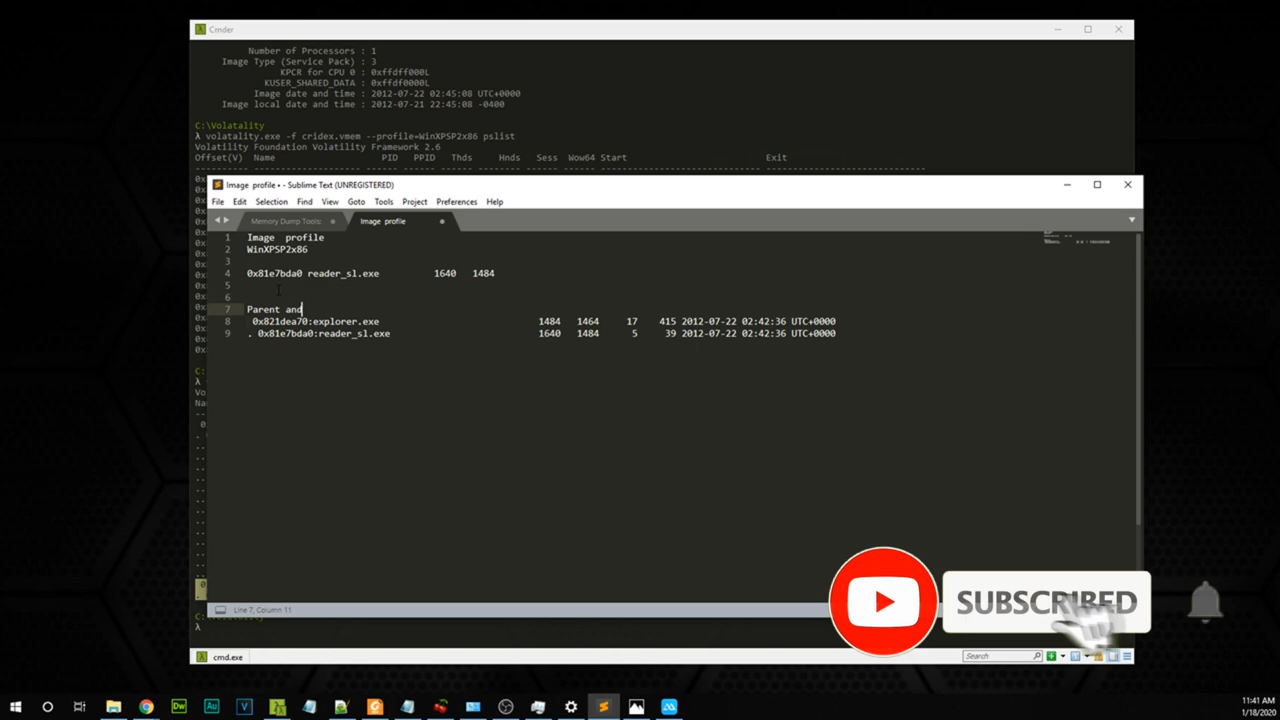 Cmder
Number of Processors : 1
Image Type (Service Pack) : 3
KPCR for CPU 0 : 0xffdff000L
KUSER_SHARED_DATA : 0xffdf0000L
Image date and time : 2012-07-22 02:45:08 UTC+0000
Image local date and time : 2012-07-21 22:45:08 -0400
C:\Volatality
λ volatality.exe -f cridex.vmem --profile=WinXPSP2x86 pslist
Volatility Foundation Volatility Framework 2.6
Offset(V) Name PID PPID Thds Hnds Sess Wow64 Start Exit
Image profile • - Sublime Text (UNREGISTERED)
File Edit Selection Find View Goto Tools Project Preferences Help
Memory Dump Tools: Image profile
1 Image profile
2 WinXPSP2x86
3
4 0x81e7bda0 reader_sl.exe 1640 1484
5
6
7 Parent and
8 0x821dea70:explorer.exe 1484 1464 17 415 2012-07-22 02:42:36 UTC+0000
9 . 0x81e7bda0:reader_sl.exe 1640 1484 5 39 2012-07-22 02:42:36 UTC+0000
Line 7, Column 11
SUBSCRIBED
λ
cmd.exe
Search
11:41 AM
1/18/2020